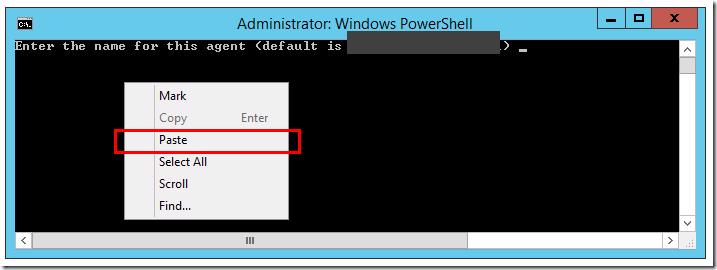 Administrator: Windows PowerShell
Enter the name for this agent (default is ) _
Mark
Copy Enter
Paste
Select All
Scroll
Find...